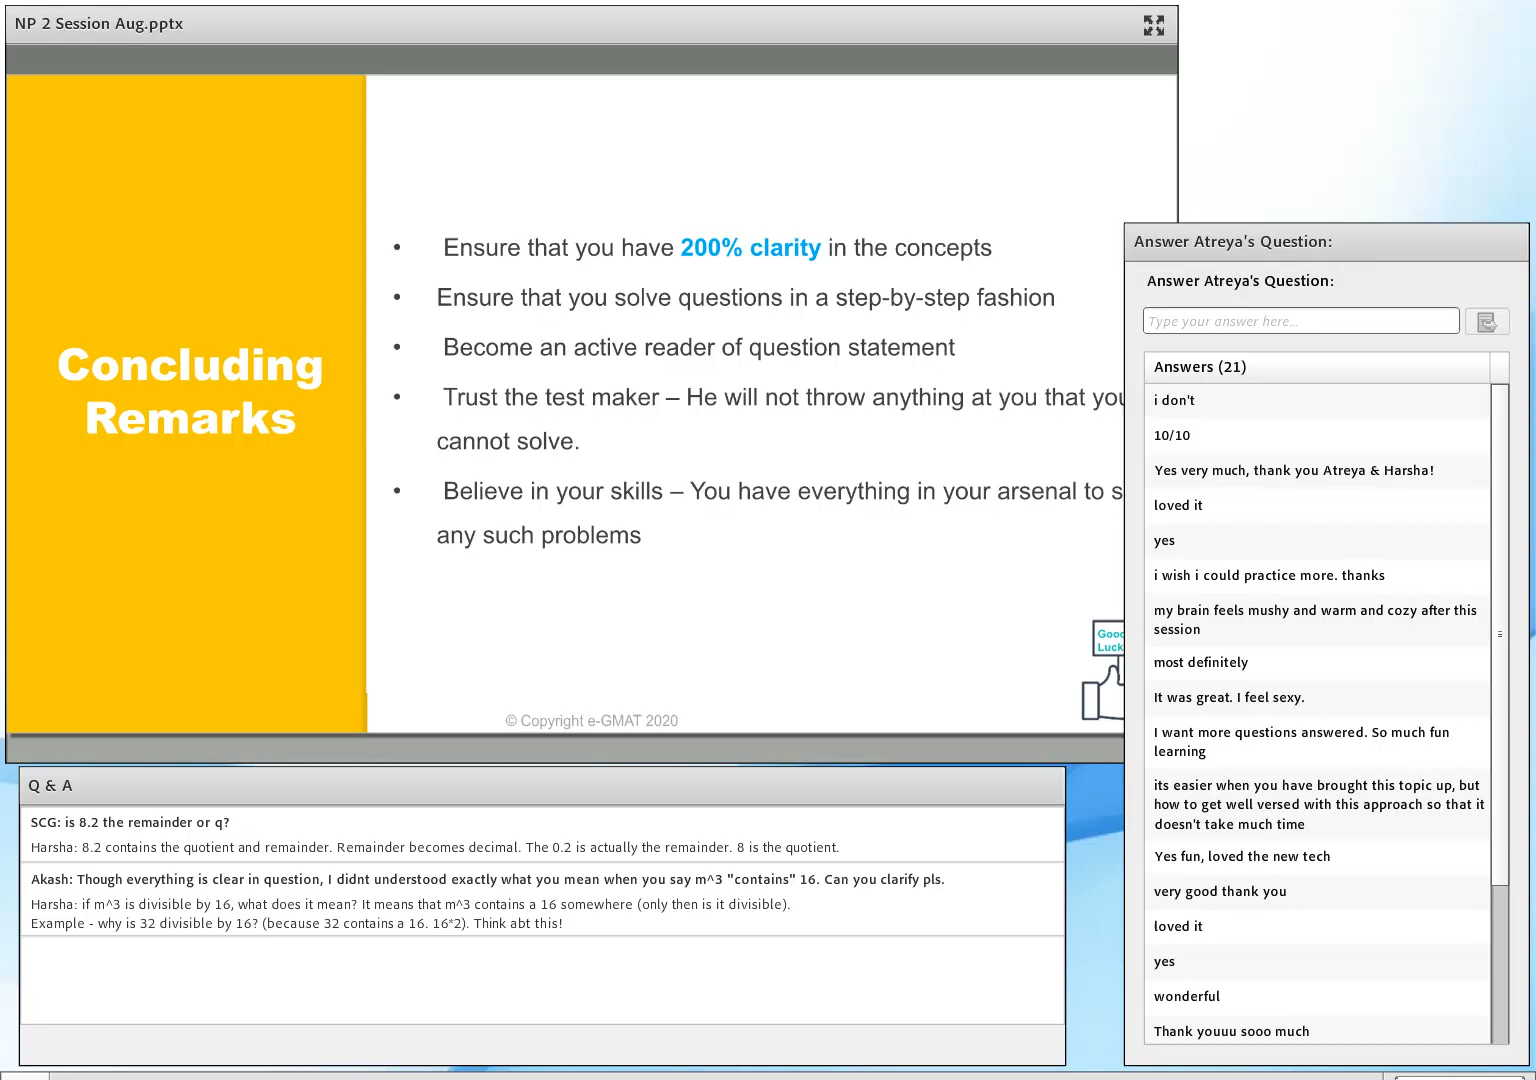 NP 2 Session Aug.pptx
Concluding
Remarks
• Ensure that you have 200% clarity in the concepts
• Ensure that you solve questions in a step-by-step fashion
• Become an active reader of question statement
• Trust the test maker – He will not throw anything at you that you
cannot solve.
• Believe in your skills – You have everything in your arsenal to s
any such problems
Good
Luck
© Copyright e-GMAT 2020
Answer Atreya's Question:
Answer Atreya's Question:
Type your answer here...
Answers (21)
i don't
10/10
Yes very much, thank you Atreya & Harsha!
loved it
yes
i wish i could practice more. thanks
my brain feels mushy and warm and cozy after this
session
most definitely
It was great. I feel sexy.
I want more questions answered. So much fun
learning
its easier when you have brought this topic up, but
how to get well versed with this approach so that it
doesn't take much time
Yes fun, loved the new tech
very good thank you
loved it
yes
wonderful
Thank youuu sooo much
Q & A
SCG: is 8.2 the remainder or q?
Harsha: 8.2 contains the quotient and remainder. Remainder becomes decimal. The 0.2 is actually the remainder. 8 is the quotient.
Akash: Though everything is clear in question, I didnt understood exactly what you mean when you say m^3 "contains" 16. Can you clarify pls.
Harsha: if m^3 is divisible by 16, what does it mean? It means that m^3 contains a 16 somewhere (only then is it divisible).
Example - why is 32 divisible by 16? (because 32 contains a 16. 16*2). Think abt this!